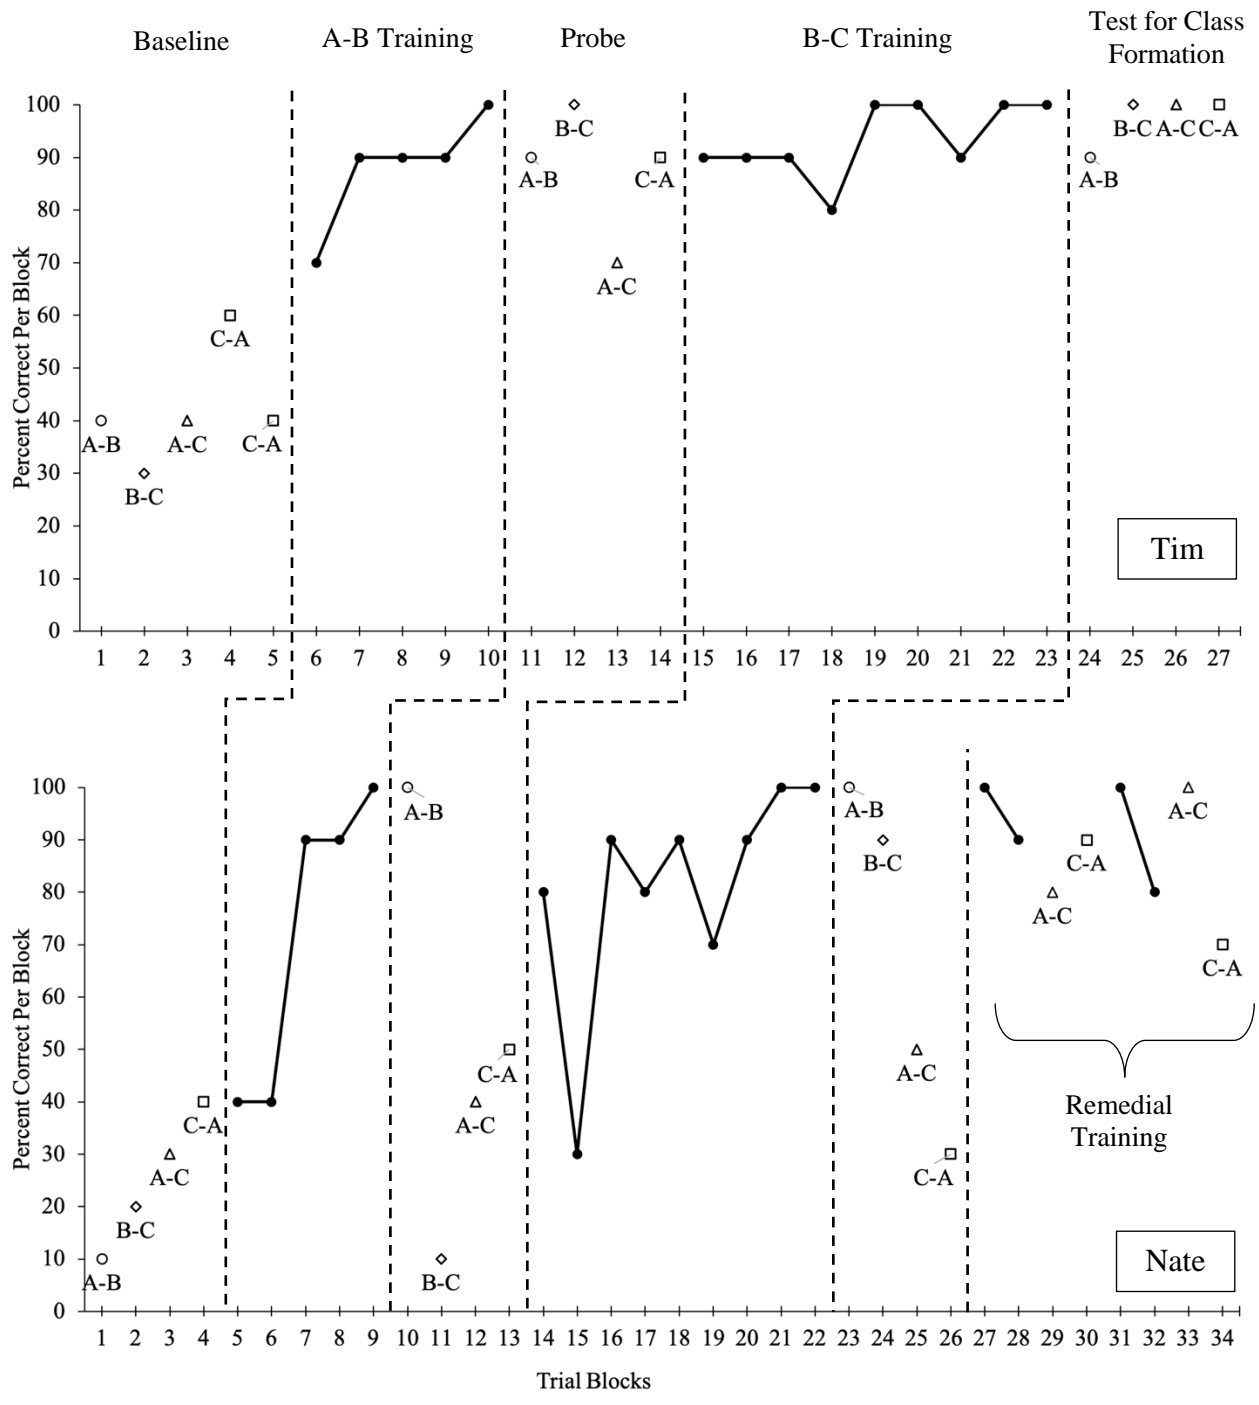 Baseline
A-B Training
Probe
B-C Training
Test for Class
Formation
Percent Correct Per Block
100
90
80
70
60
50
40
30
20
10
0
A-B
B-C
A-C
C-A
C-A
A-B
B-C
A-C
C-A
A-B
B-C A-C C-A
Tim
1 2 3 4 5 6 7 8 9 10 11 12 13 14 15 16 17 18 19 20 21 22 23 24 25 26 27
Percent Correct Per Block
100
90
80
70
60
50
40
30
20
10
0
A-B
B-C
A-C
C-A
A-B
B-C
A-C
C-A
A-B
B-C
A-C
C-A
A-C
C-A
A-C
C-A
Remedial
Training
Nate
1 2 3 4 5 6 7 8 9 10 11 12 13 14 15 16 17 18 19 20 21 22 23 24 25 26 27 28 29 30 31 32 33 34
Trial Blocks